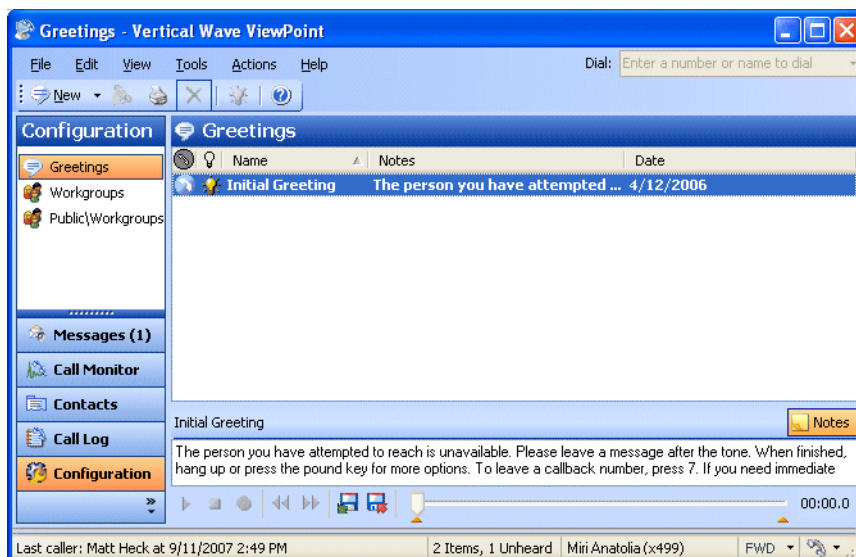 Greetings - Vertical Wave ViewPoint
File Edit View Tools Actions Help Dial: Enter a number or name to dial
New
Configuration
Greetings
Workgroups
Public\Workgroups
Messages (1)
Call Monitor
Contacts
Call Log
Configuration
Greetings
Name Notes Date
Initial Greeting The person you have attempted ... 4/12/2006
Initial Greeting Notes
The person you have attempted to reach is unavailable. Please leave a message after the tone. When finished,
hang up or press the pound key for more options. To leave a callback number, press 7. If you need immediate
00:00.0
Last caller: Matt Heck at 9/11/2007 2:49 PM 2 Items, 1 Unheard Miri Anatolia (x499) FWD